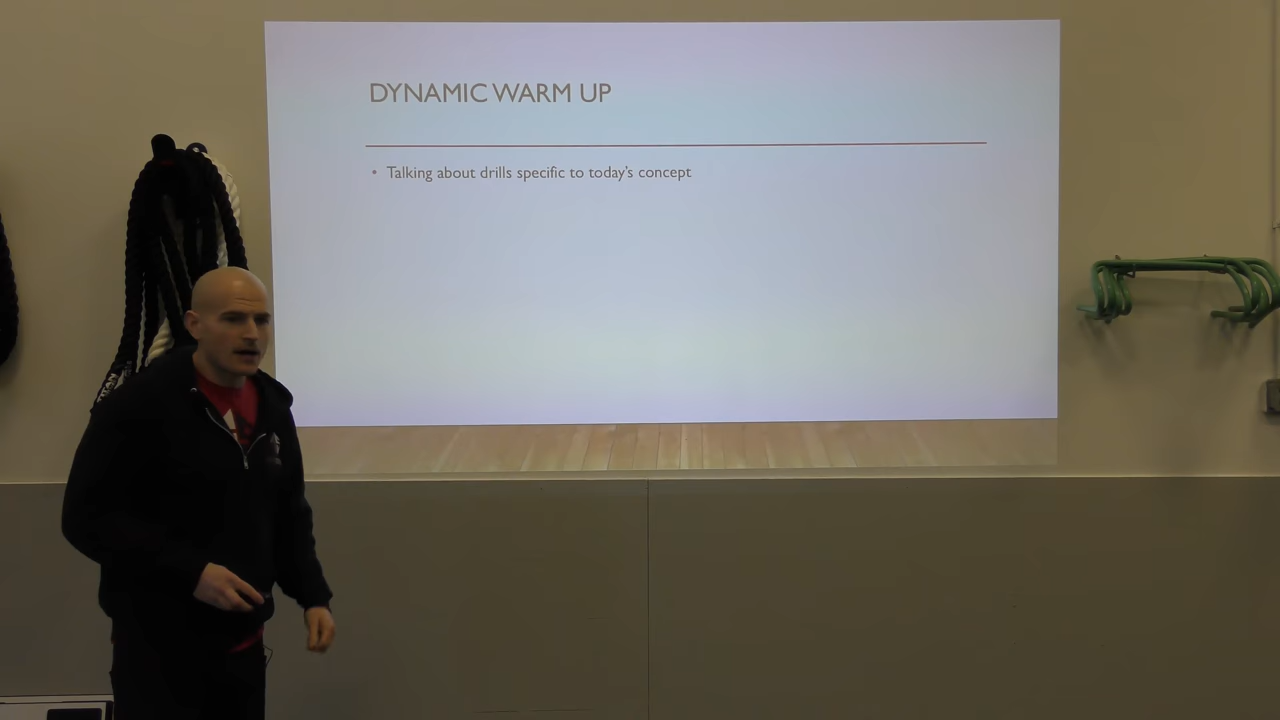 DYNAMIC WARM UP
• Talking about drills specific to today's concept